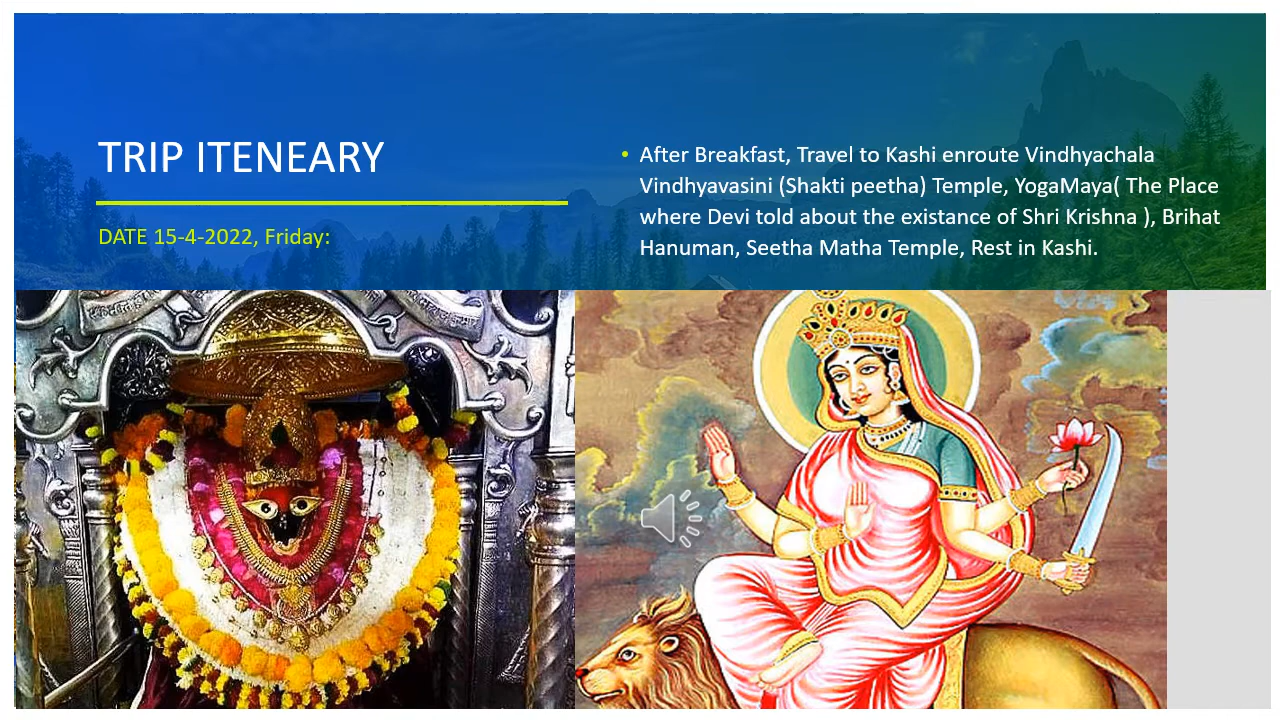 TRIP ITENEARY
DATE 15-4-2022, Friday:
• After Breakfast, Travel to Kashi enroute Vindhyachala
Vindhyavasini (Shakti peetha) Temple, YogaMaya( The Place
where Devi told about the existance of Shri Krishna ), Brihat
Hanuman, Seetha Matha Temple, Rest in Kashi.